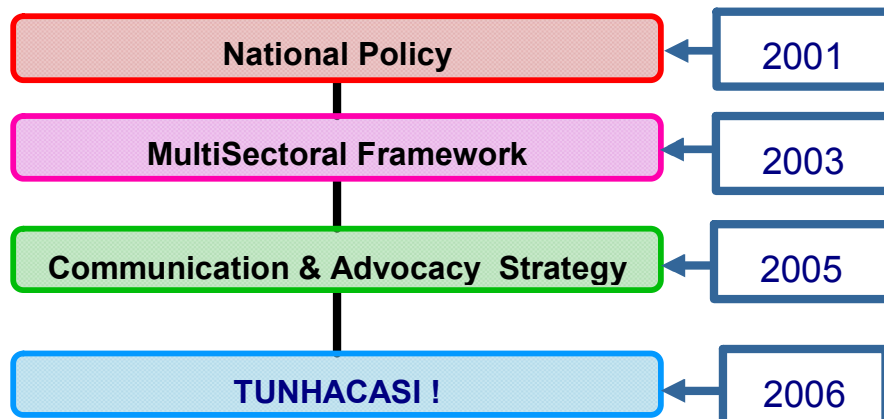 National Policy
2001
MultiSectoral Framework
2003
Communication & Advocacy Strategy
2005
TUNHACASI !
2006